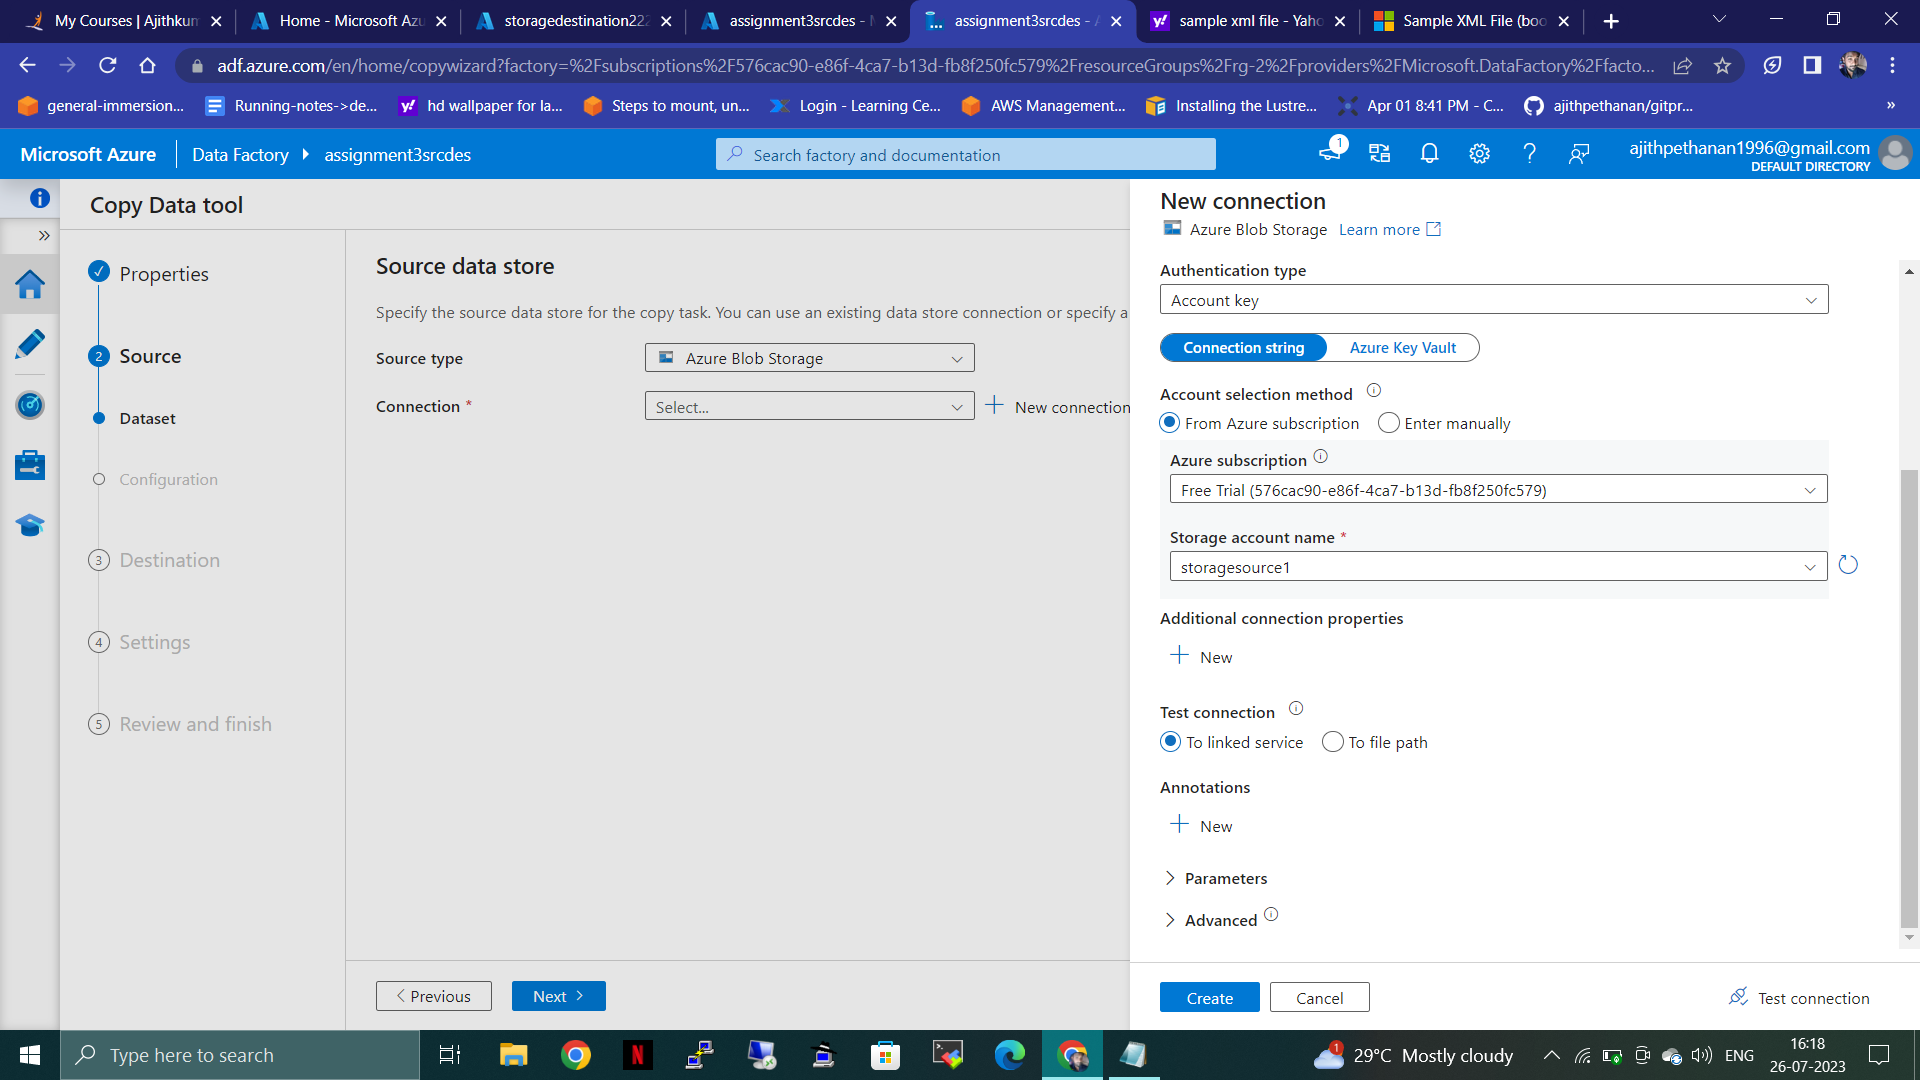 My Courses | Ajithkum
Home - Microsoft Azu
storagedestination222
assignment3srcdes - M
assignment3srcdes - A
sample xml file - Yaho
Sample XML File (boo
adf.azure.com/en/home/copywizard?factory=%2Fsubscriptions%2F576cac90-e86f-4ca7-b13d-fb8f250fc579%2FresourceGroups%2Frg-2%2Fproviders%2FMicrosoft.DataFactory%2Ffacto...
general-immersion...
Running-notes->de...
hd wallpaper for la...
Steps to mount, un...
Login - Learning Ce...
AWS Management...
Installing the Lustre...
Apr 01 8:41 PM - C...
ajithpethanan/gitpr...
»
Microsoft Azure
Data Factory
assignment3srcdes
Search factory and documentation
1
ajithpethanan1996@gmail.com
DEFAULT DIRECTORY
Copy Data tool
Properties
2 Source
Dataset
Configuration
3 Destination
4 Settings
5 Review and finish
Source data store
Specify the source data store for the copy task. You can use an existing data store connection or specify a
Source type
Azure Blob Storage
Connection *
Select...
New connection
Previous
Next
New connection
Azure Blob Storage Learn more
Authentication type
Account key
Connection string
Azure Key Vault
Account selection method
From Azure subscription
Enter manually
Azure subscription
Free Trial (576cac90-e86f-4ca7-b13d-fb8f250fc579)
Storage account name *
storagesource1
Additional connection properties
New
Test connection
To linked service
To file path
Annotations
New
Parameters
Advanced
Create
Cancel
Test connection
Type here to search
1
29°C Mostly cloudy
ENG
16:18
26-07-2023